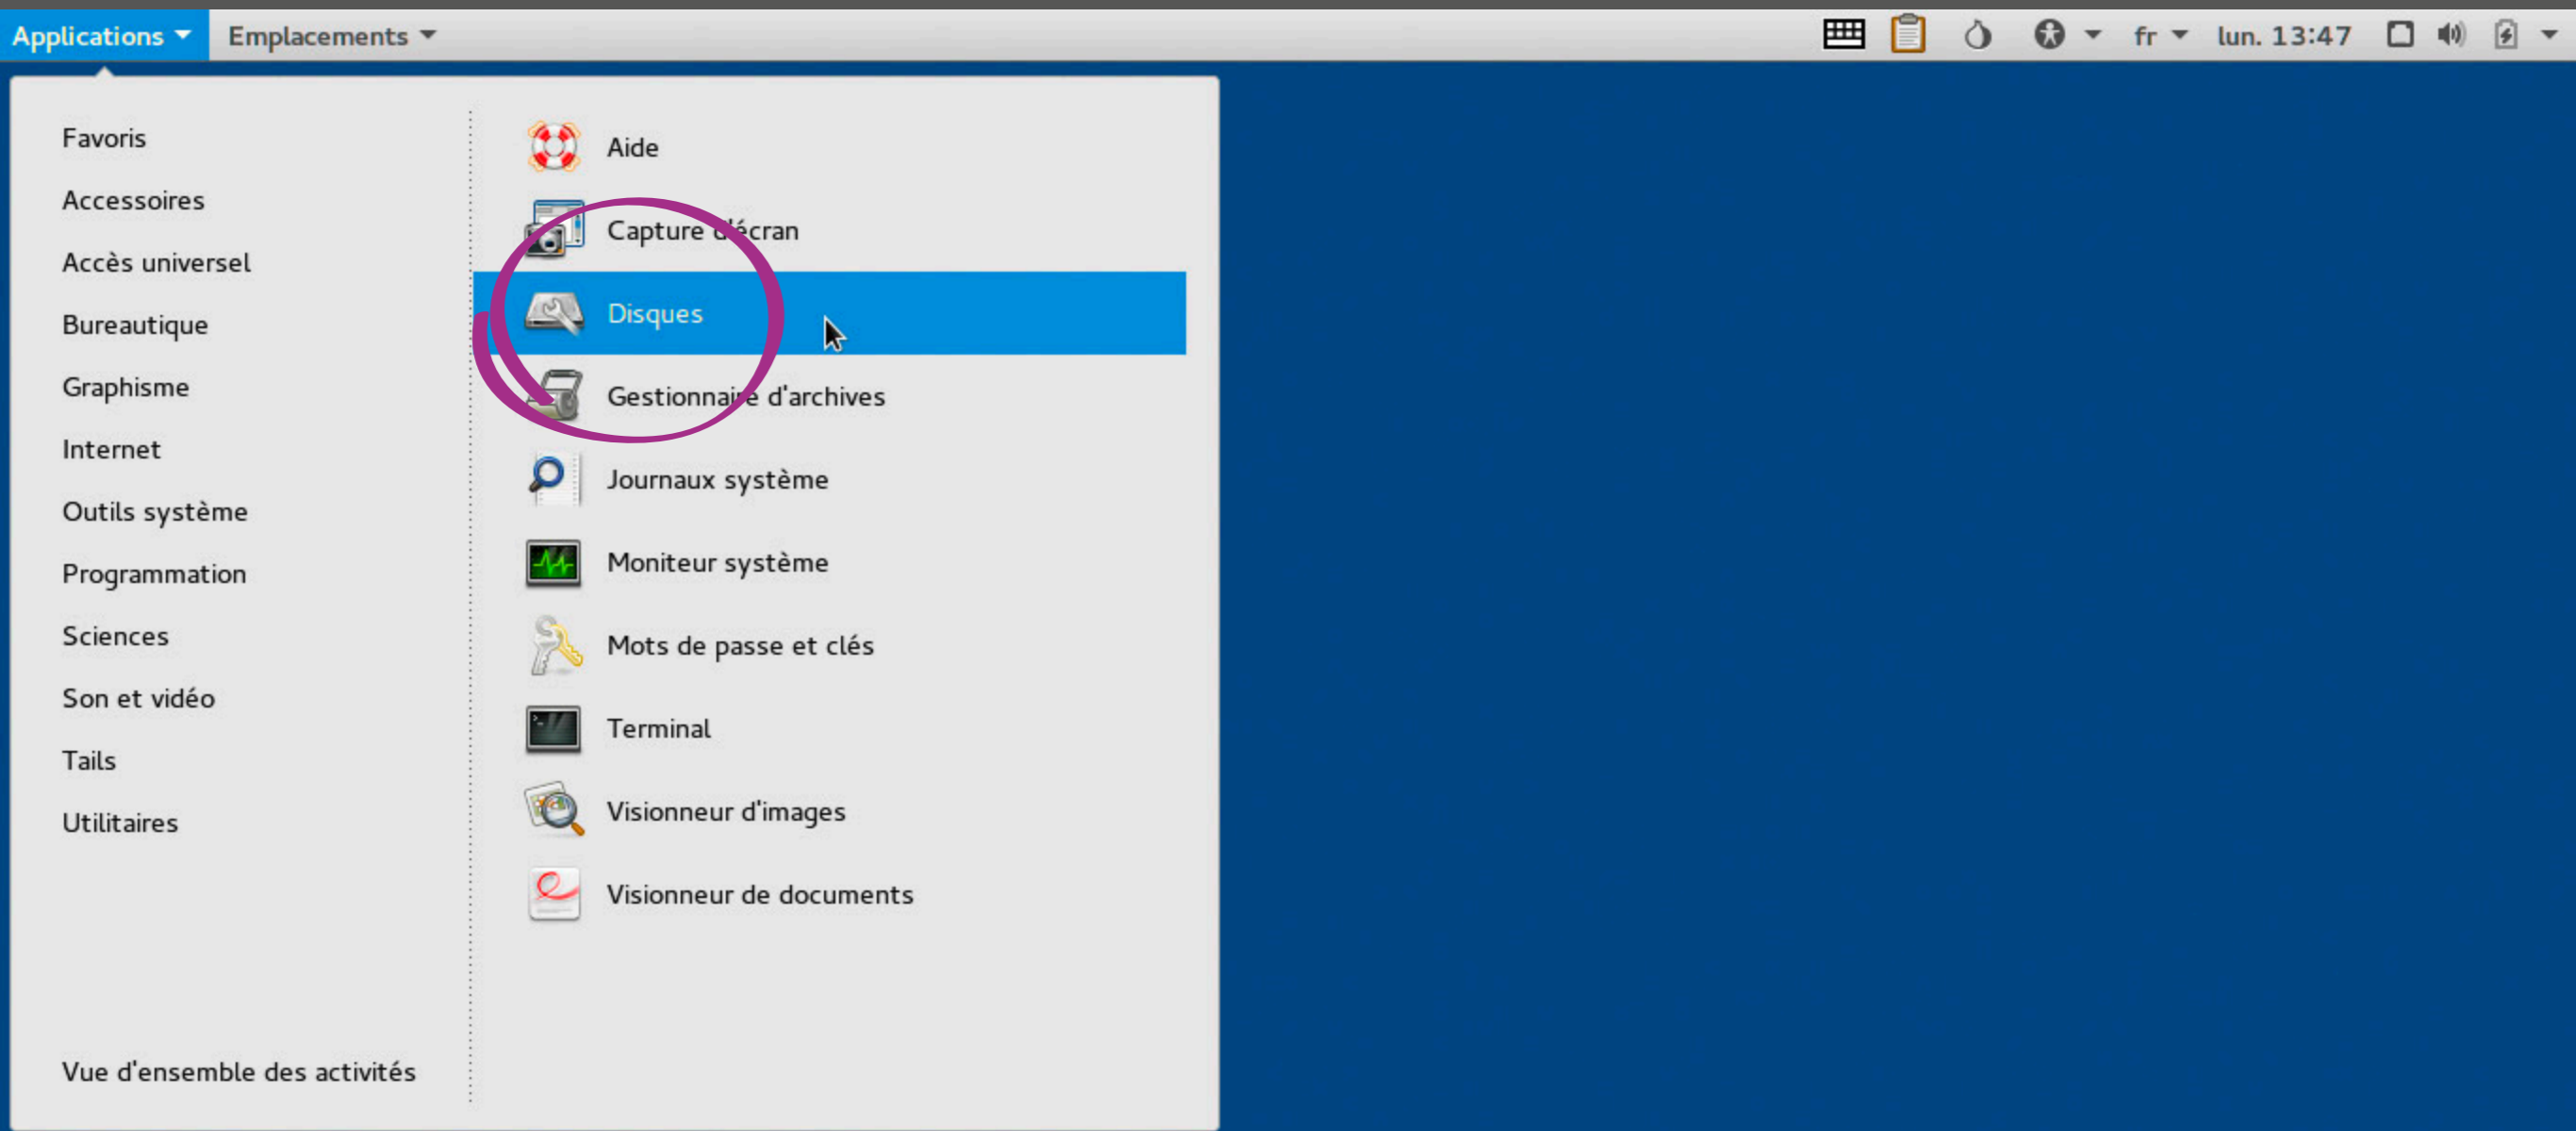 Applications Emplacements fr lun. 13:47
Favoris
Accessoires
Accès universel
Bureautique
Graphisme
Internet
Outils système
Programmation
Sciences
Son et vidéo
Tails
Utilitaires
Vue d'ensemble des activités
Aide
Capture d'écran
Disques
Gestionnaire d'archives
Journaux système
Moniteur système
Mots de passe et clés
Terminal
Visionneur d'images
Visionneur de documents